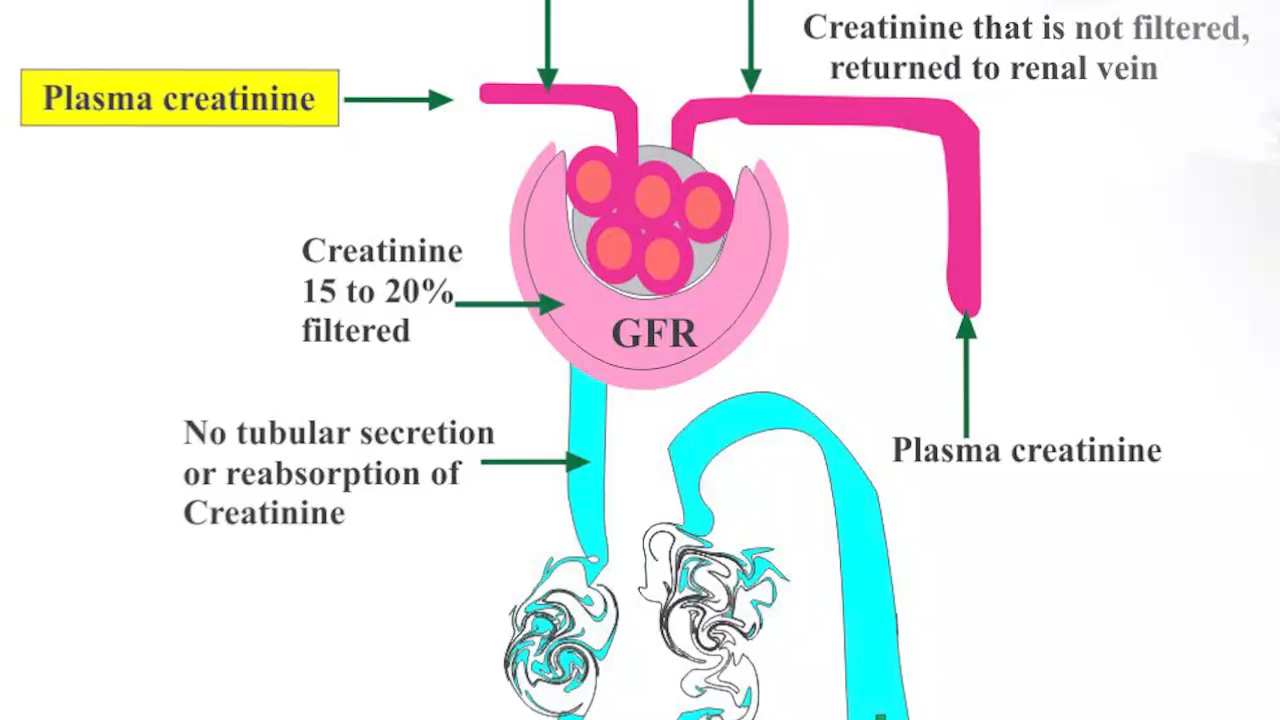 Creatinine that is not filtered,
returned to renal vein
Plasma creatinine
Creatinine
15 to 20%
filtered
GFR
No tubular secretion
or reabsorption of
Creatinine
Plasma creatinine